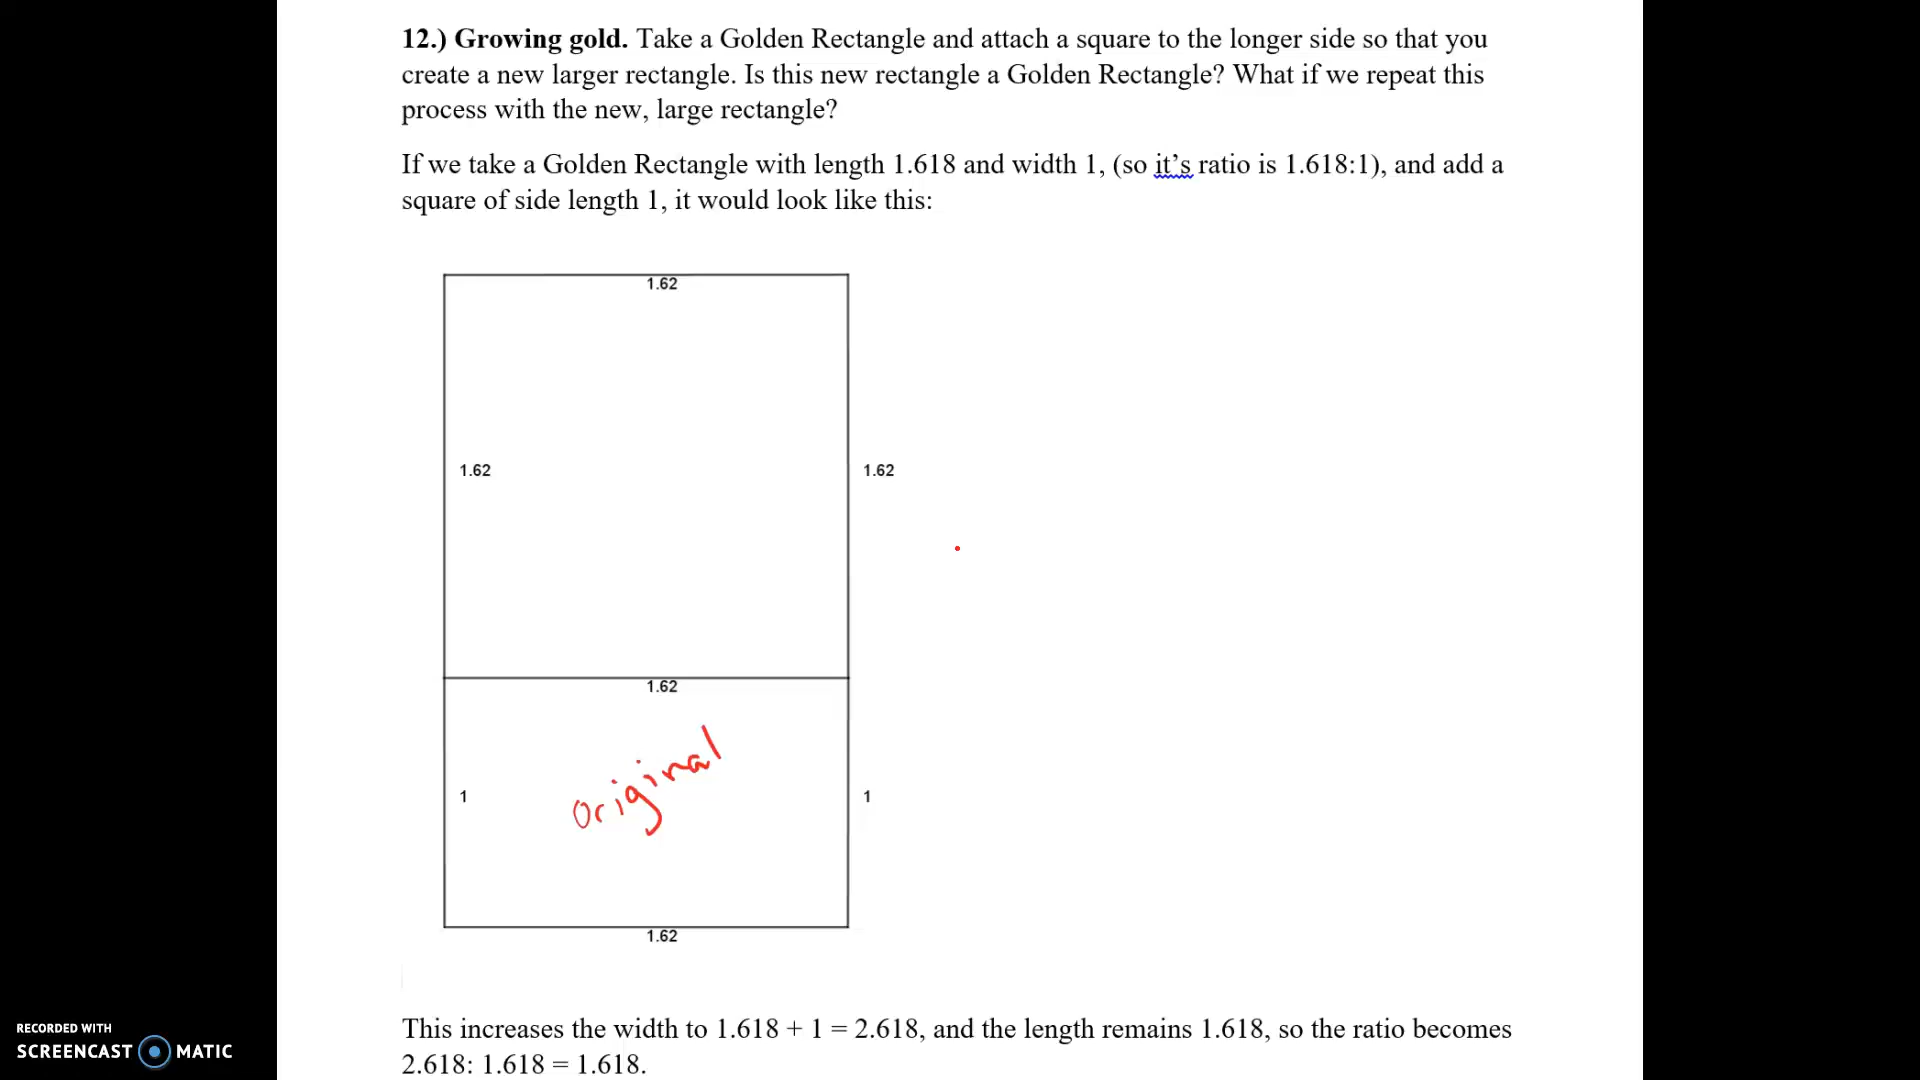 12.) Growing gold. Take a Golden Rectangle and attach a square to the longer side so that you
create a new larger rectangle. Is this new rectangle a Golden Rectangle? What if we repeat this
process with the new, large rectangle?
If we take a Golden Rectangle with length 1.618 and width 1, (so it’s ratio is 1.618:1), and add a
square of side length 1, it would look like this:
1.62
1.62
1.62
1.62
Original
1
1
1.62
This increases the width to 1.618 + 1 = 2.618, and the length remains 1.618, so the ratio becomes
2.618: 1.618 = 1.618.
RECORDED WITH
SCREENCAST MATIC